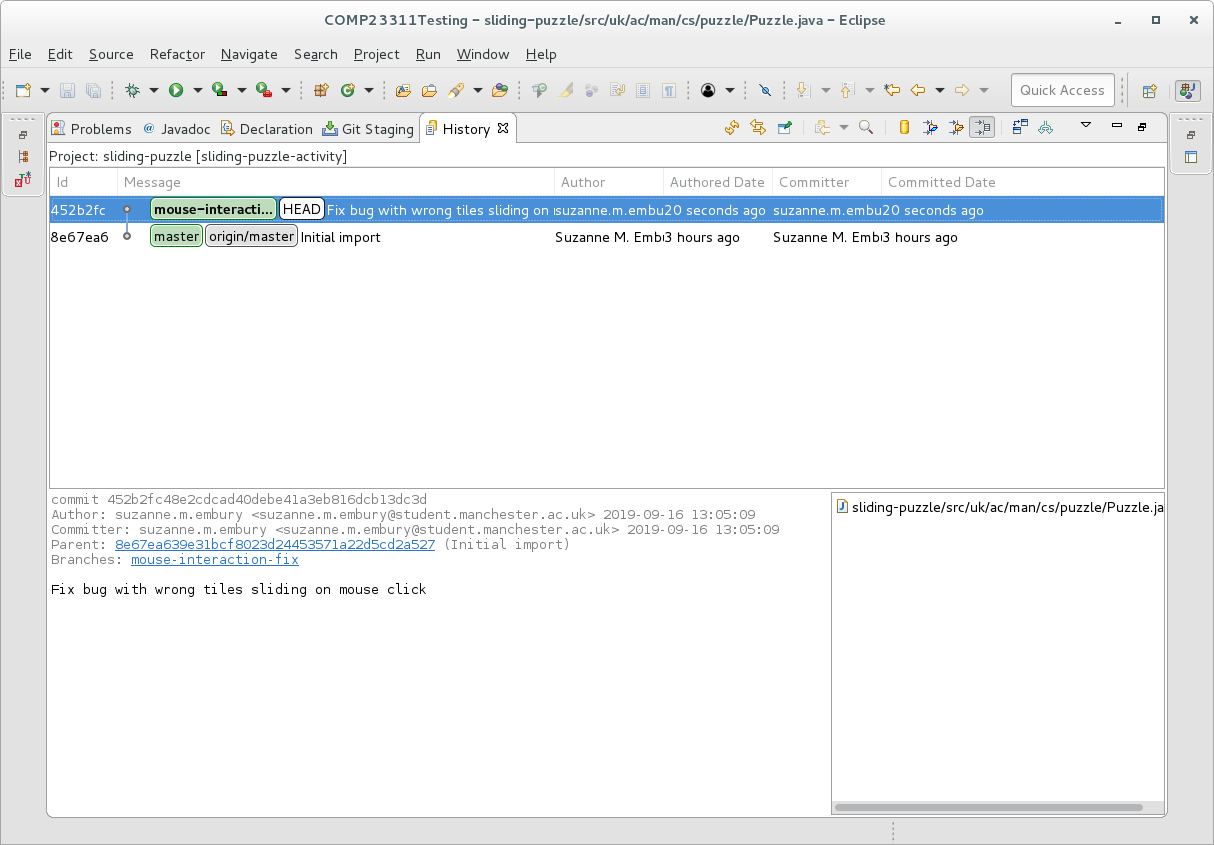 COMP23311Testing - sliding-puzzle/src/uk/ac/man/cs/puzzle/Puzzle.java - Eclipse
File Edit Source Refactor Navigate Search Project Run Window Help
Quick Access
Problems @ Javadoc Declaration Git Staging History
Project: sliding-puzzle [sliding-puzzle-activity]
Id Message Author Authored Date Committer Committed Date
452b2fc mouse-interacti... HEAD Fix bug with wrong tiles sliding on suzanne.m.embu 20 seconds ago suzanne.m.embu 20 seconds ago
8e67ea6 master origin/master Initial import Suzanne M. Emb 3 hours ago Suzanne M. Emb 3 hours ago
commit 452b2fc48e2cdcad40debe41a3eb816dcb13dc3d
Author: suzanne.m.embury <suzanne.m.embury@student.manchester.ac.uk> 2019-09-16 13:05:09
Committer: suzanne.m.embury <suzanne.m.embury@student.manchester.ac.uk> 2019-09-16 13:05:09
Parent: 8e67ea639e31bcf8023d24453571a22d5cd2a527 (Initial import)
Branches: mouse-interaction-fix
Fix bug with wrong tiles sliding on mouse click
sliding-puzzle/src/uk/ac/man/cs/puzzle/Puzzle.ja